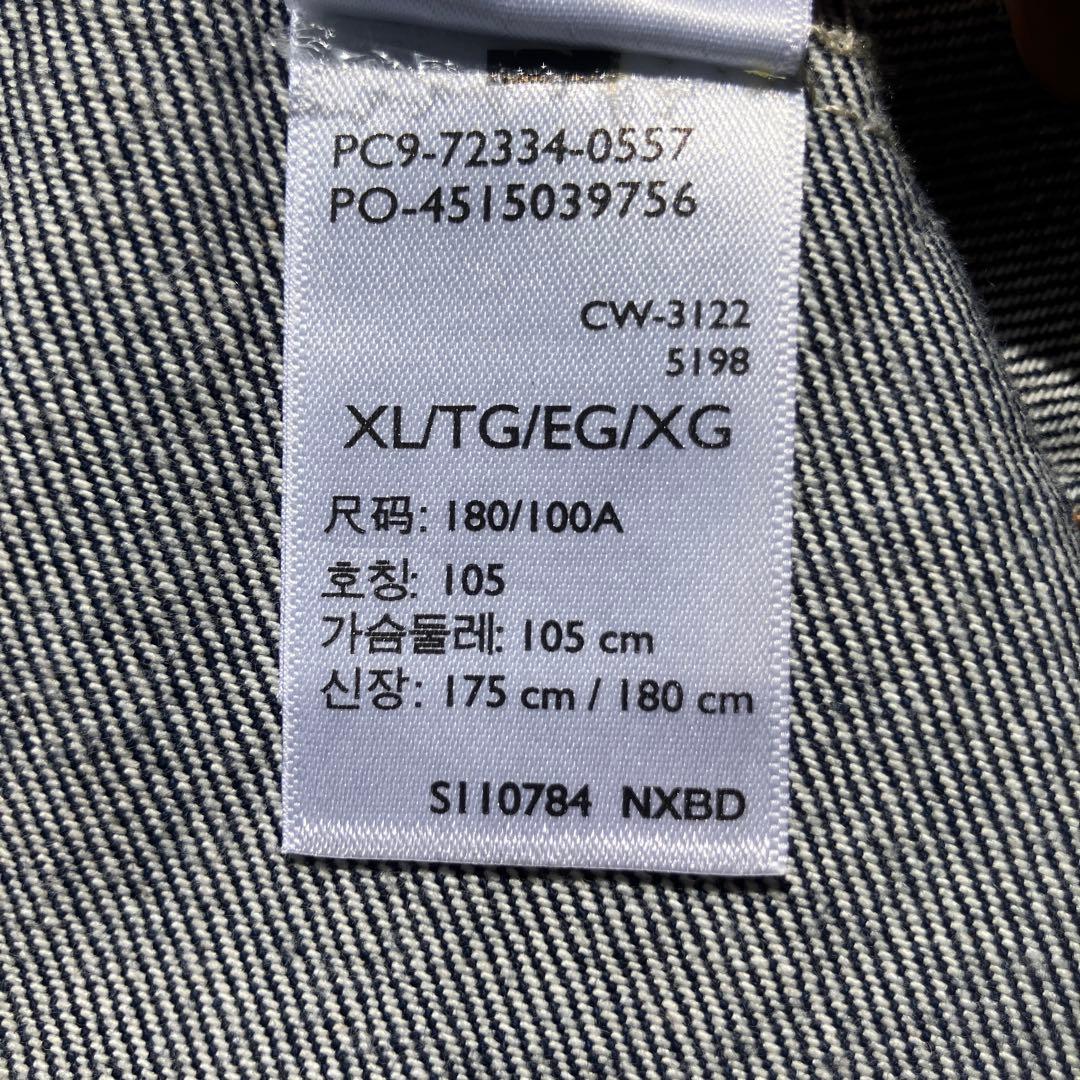 PC9-72334-0557
PO-4515039756
CW-3122
5198
XL/TG/EG/XG
尺码: 180/100A
호칭: 105
가슴둘레: 105 cm
신장: 175 cm / 180 cm
S110784 NXBD